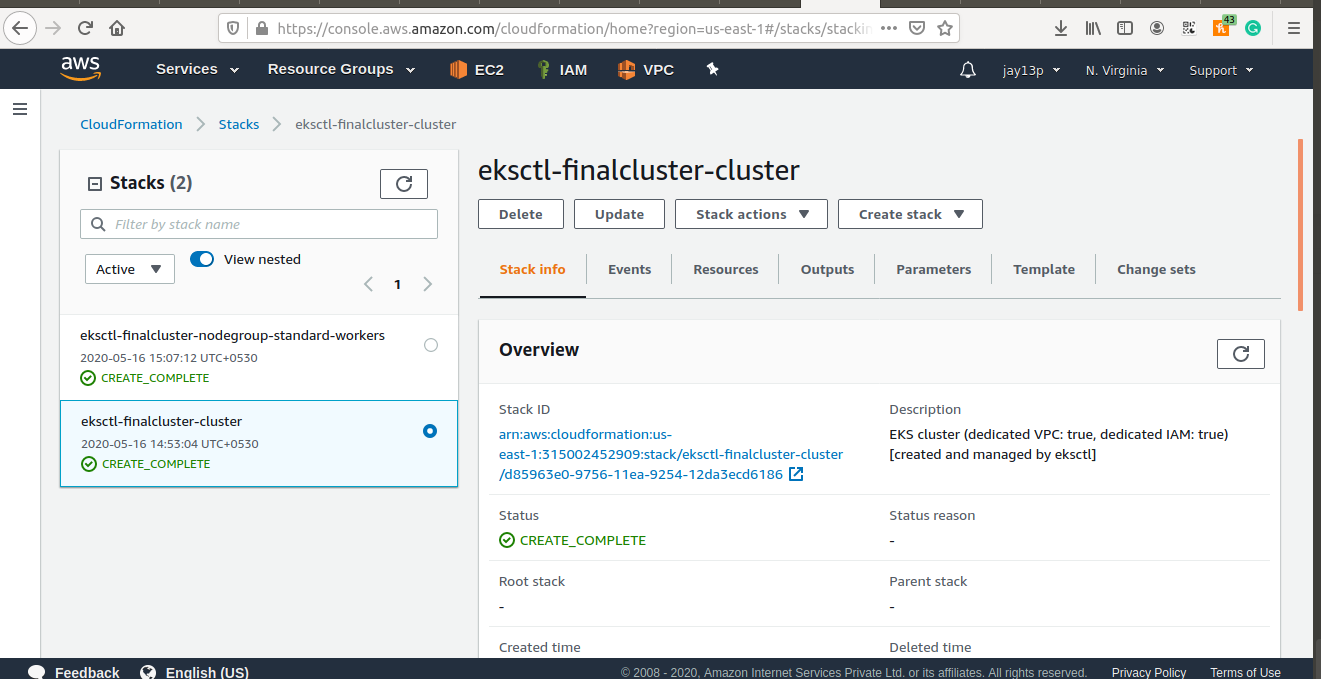 https://console.aws.amazon.com/cloudformation/home?region=us-east-1#/stacks/stackin
43
aws
Services
Resource Groups
EC2
IAM
VPC
jay13p
N. Virginia
Support
CloudFormation
Stacks
eksctl-finalcluster-cluster
Stacks (2)
Filter by stack name
Active
View nested
1
eksctl-finalcluster-nodegroup-standard-workers
2020-05-16 15:07:12 UTC+0530
CREATE_COMPLETE
eksctl-finalcluster-cluster
2020-05-16 14:53:04 UTC+0530
CREATE_COMPLETE
eksctl-finalcluster-cluster
Delete
Update
Stack actions
Create stack
Stack info
Events
Resources
Outputs
Parameters
Template
Change sets
Overview
Stack ID
arn:aws:cloudformation:us-
east-1:315002452909:stack/eksctl-finalcluster-cluster
/d85963e0-9756-11ea-9254-12da3ecd6186
Description
EKS cluster (dedicated VPC: true, dedicated IAM: true)
[created and managed by eksctl]
Status
CREATE_COMPLETE
Status reason
-
Root stack
-
Parent stack
-
Created time
Deleted time
Feedback
English (US)
© 2008 - 2020, Amazon Internet Services Private Ltd. or its affiliates. All rights reserved.
Privacy Policy
Terms of Use